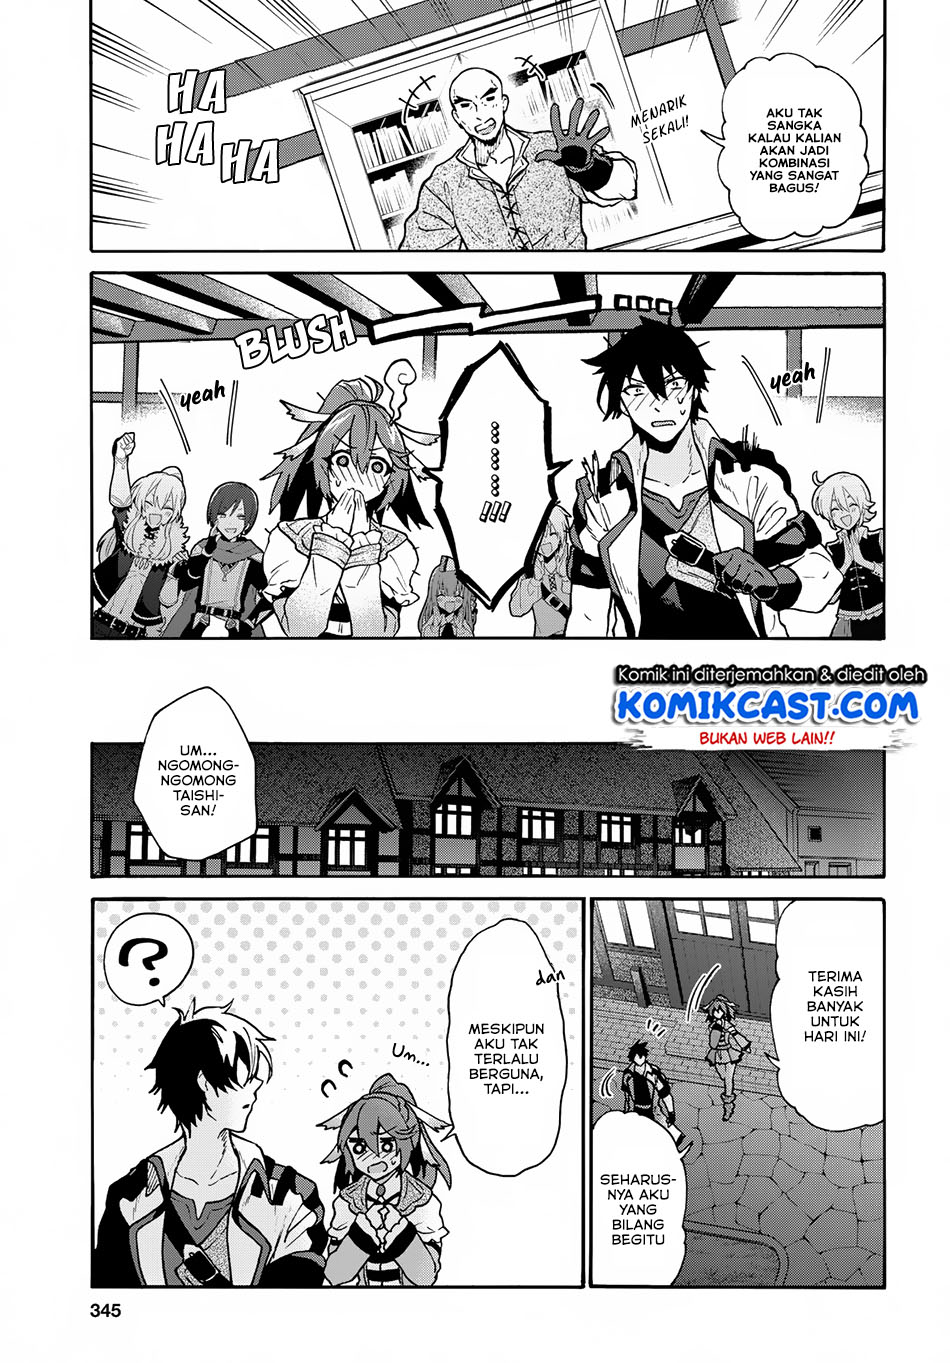 HA
HA HA
MENARIK
SEKALI!
AKU TAK
SANGKA
KALAU KALIAN
AKAN JADI
KOMBINASI
YANG SANGAT
BAGUS!
BLUSH
yeah
!!!
yeah
Komik ini diterjemahkan & diedit oleh
KOMIKCAST.COM
BUKAN WEB LAIN!!
UM...
NGOMONG-
NGOMONG
TAISHI-
SAN!
TERIMA
KASIH
BANYAK
UNTUK
HARI INI!
SEHARUS-
NYA AKU
YANG
BILANG
BEGITU
dan
MESKIPUN
AKU TAK
TERLALU
BERGUNA,
TAPI...
Um...
?
345